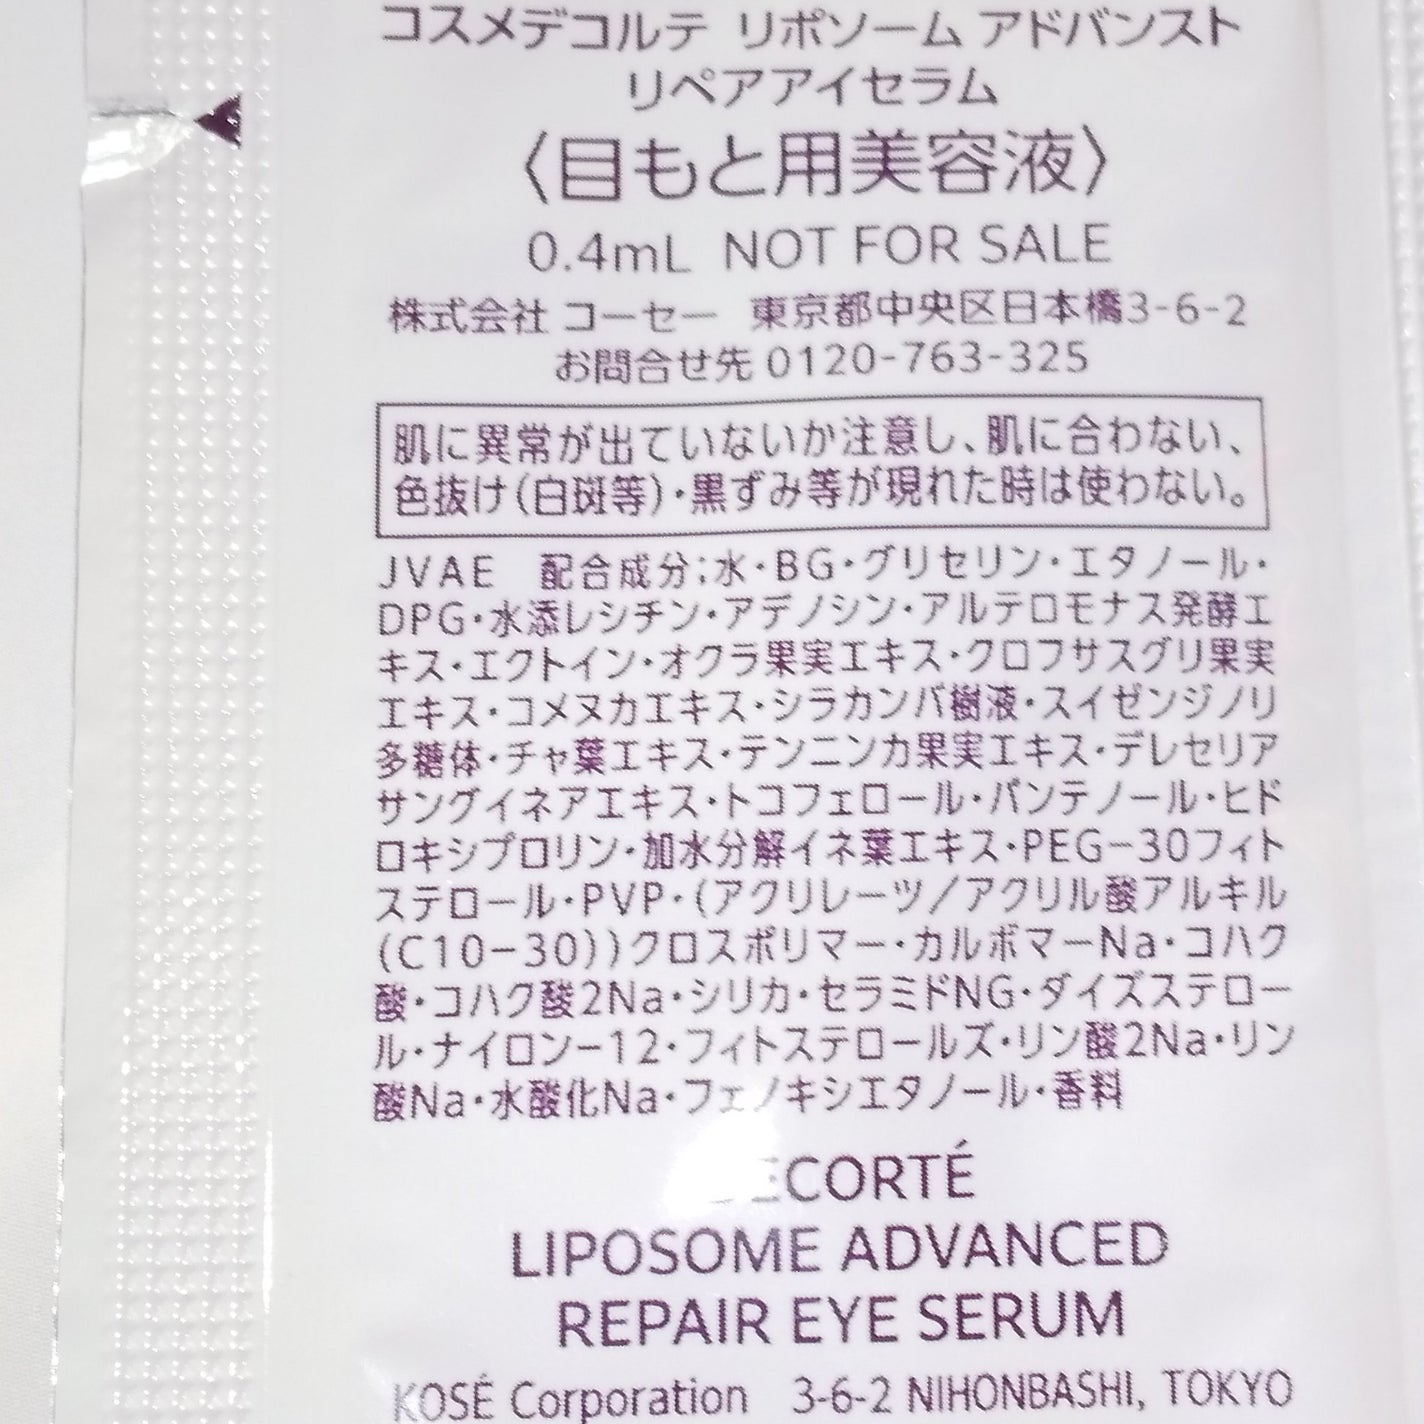 コスメデコルテ リポソーム アドバンスト
リペアアイセラム
〈目もと用美容液〉
0.4mL NOT FOR SALE
株式会社 コーセー 東京都中央区日本橋3-6-2
お問合せ先 0120-763-325
肌に異常が出ていないか注意し、肌に合わない、
色抜け(白斑等)・黒ずみ等が現れた時は使わない。
JVAE 配合成分;水・BG・グリセリン・エタノール・
DPG・水添レシチン・アデノシン・アルテロモナス発酵エ
キス・エクトイン・オクラ果実エキス・クロフサスグリ果実
エキス・コメヌカエキス・シラカンバ樹液・スイゼンジノリ
多糖体・チャ葉エキス・テンニンカ果実エキス・デレセリア
サングイネアエキス・トコフェロール・パンテノール・ヒド
ロキシプロリン・加水分解イネ葉エキス・PEG-30フィト
ステロール・PVP・(アクリレーツ/アクリル酸アルキル
(C10-30))クロスポリマー・カルボマーNa・コハク
酸・コハク酸2Na・シリカ・セラミドNG・ダイズステロー
ル・ナイロン-12・フィトステロールズ・リン酸2Na・リン
酸Na・水酸化Na・フェノキシエタノール・香料
ECORTÉ
LIPOSOME ADVANCED
REPAIR EYE SERUM
KOSÉ Corporation 3-6-2 NIHONBASHI, TOKYO